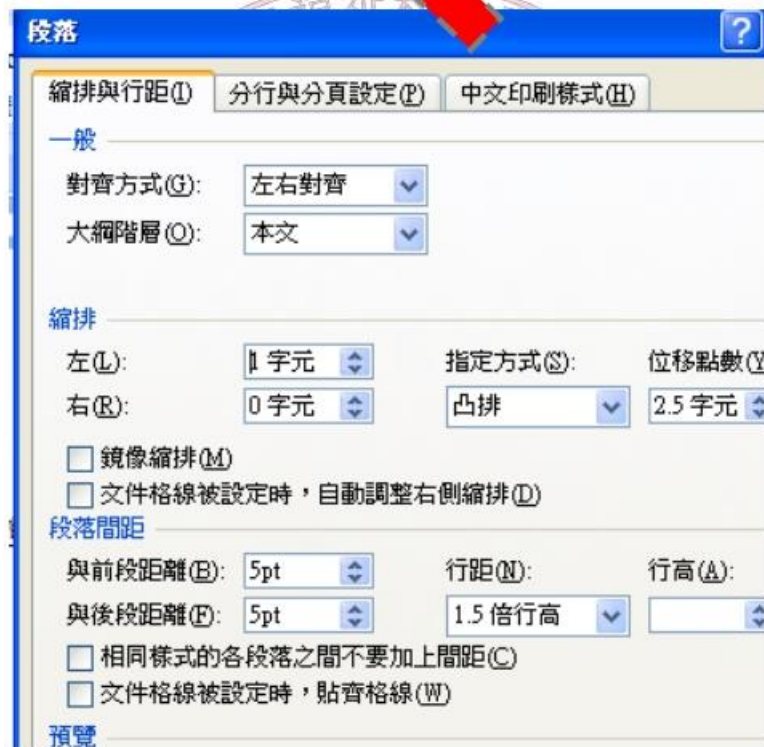 段落
?
縮排與行距(I) 分行與分頁設定(P) 中文印刷樣式(H)
一般
對齊方式(G): 左右對齊
大綱階層(O): 本文
縮排
左(L): 1 字元 指定方式(S): 位移點數(Y
右(R): 0 字元 凸排 2.5 字元
鏡像縮排(M)
文件格線被設定時，自動調整右側縮排(D)
段落間距
與前段距離(B): 5pt 行距(N): 行高(A):
與後段距離(F): 5pt 1.5 倍行高
相同樣式的各段落之間不要加上間距(C)
文件格線被設定時，貼齊格線(W)
預覽